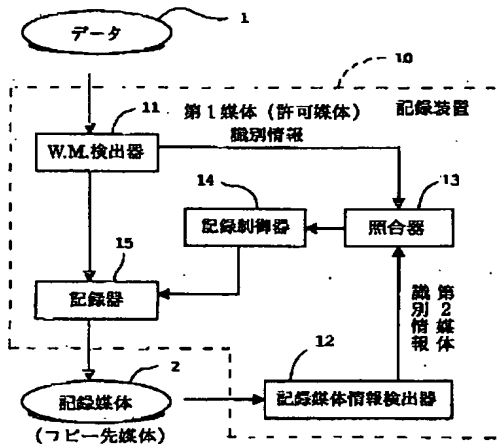 1
データ
10
11
第1媒体(許可媒体)
識別情報
記録装置
W.M.検出器
14
13
記録制御器
照合器
15
記録器
第2媒体
識別情報
2
12
記録媒体
記録媒体情報検出器
(コピー先媒体)